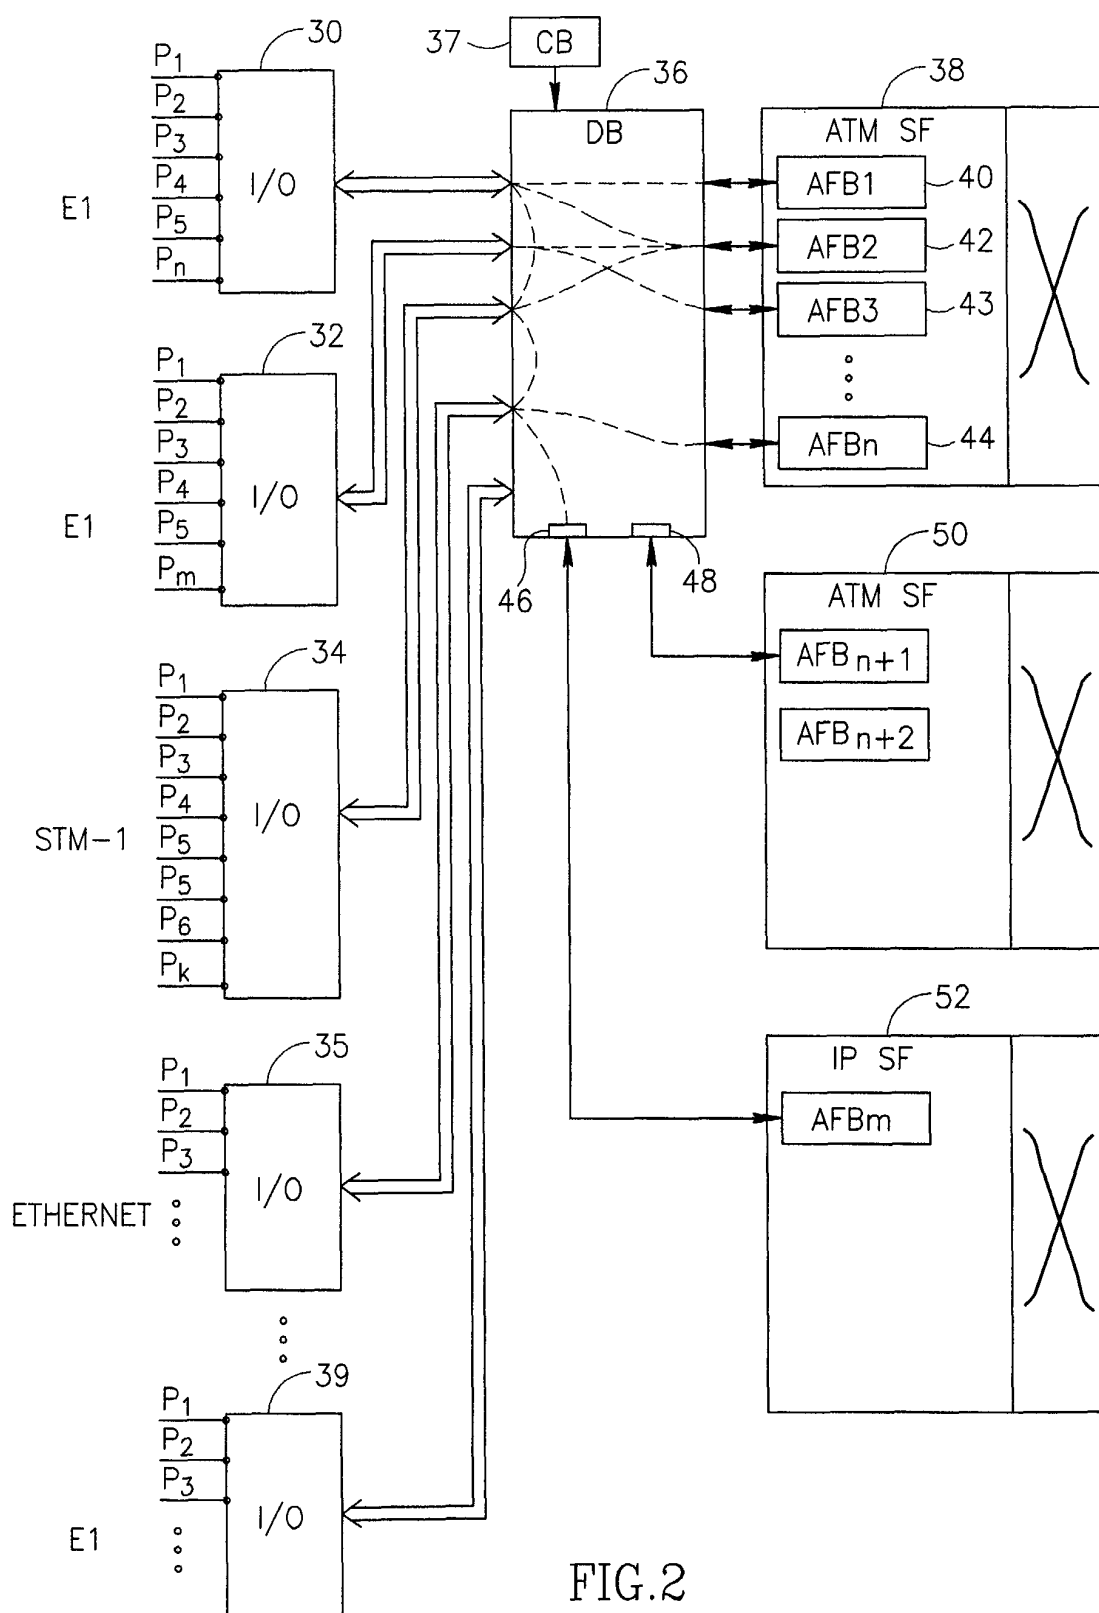 30
P1
P2
P3
P4
P5
Pn
I/O
E1
32
P1
P2
P3
P4
P5
Pm
I/O
E1
34
P1
P2
P3
P4
P5
P5
P6
Pk
I/O
STM-1
35
P1
P2
P3
I/O
ETHERNET
39
P1
P2
P3
I/O
E1
37
CB
36
DB
46
48
38
ATM SF
AFB1
40
AFB2
42
AFB3
43
AFBn
44
50
ATM SF
AFBn+1
AFBn+2
52
IP SF
AFBm
FIG.2